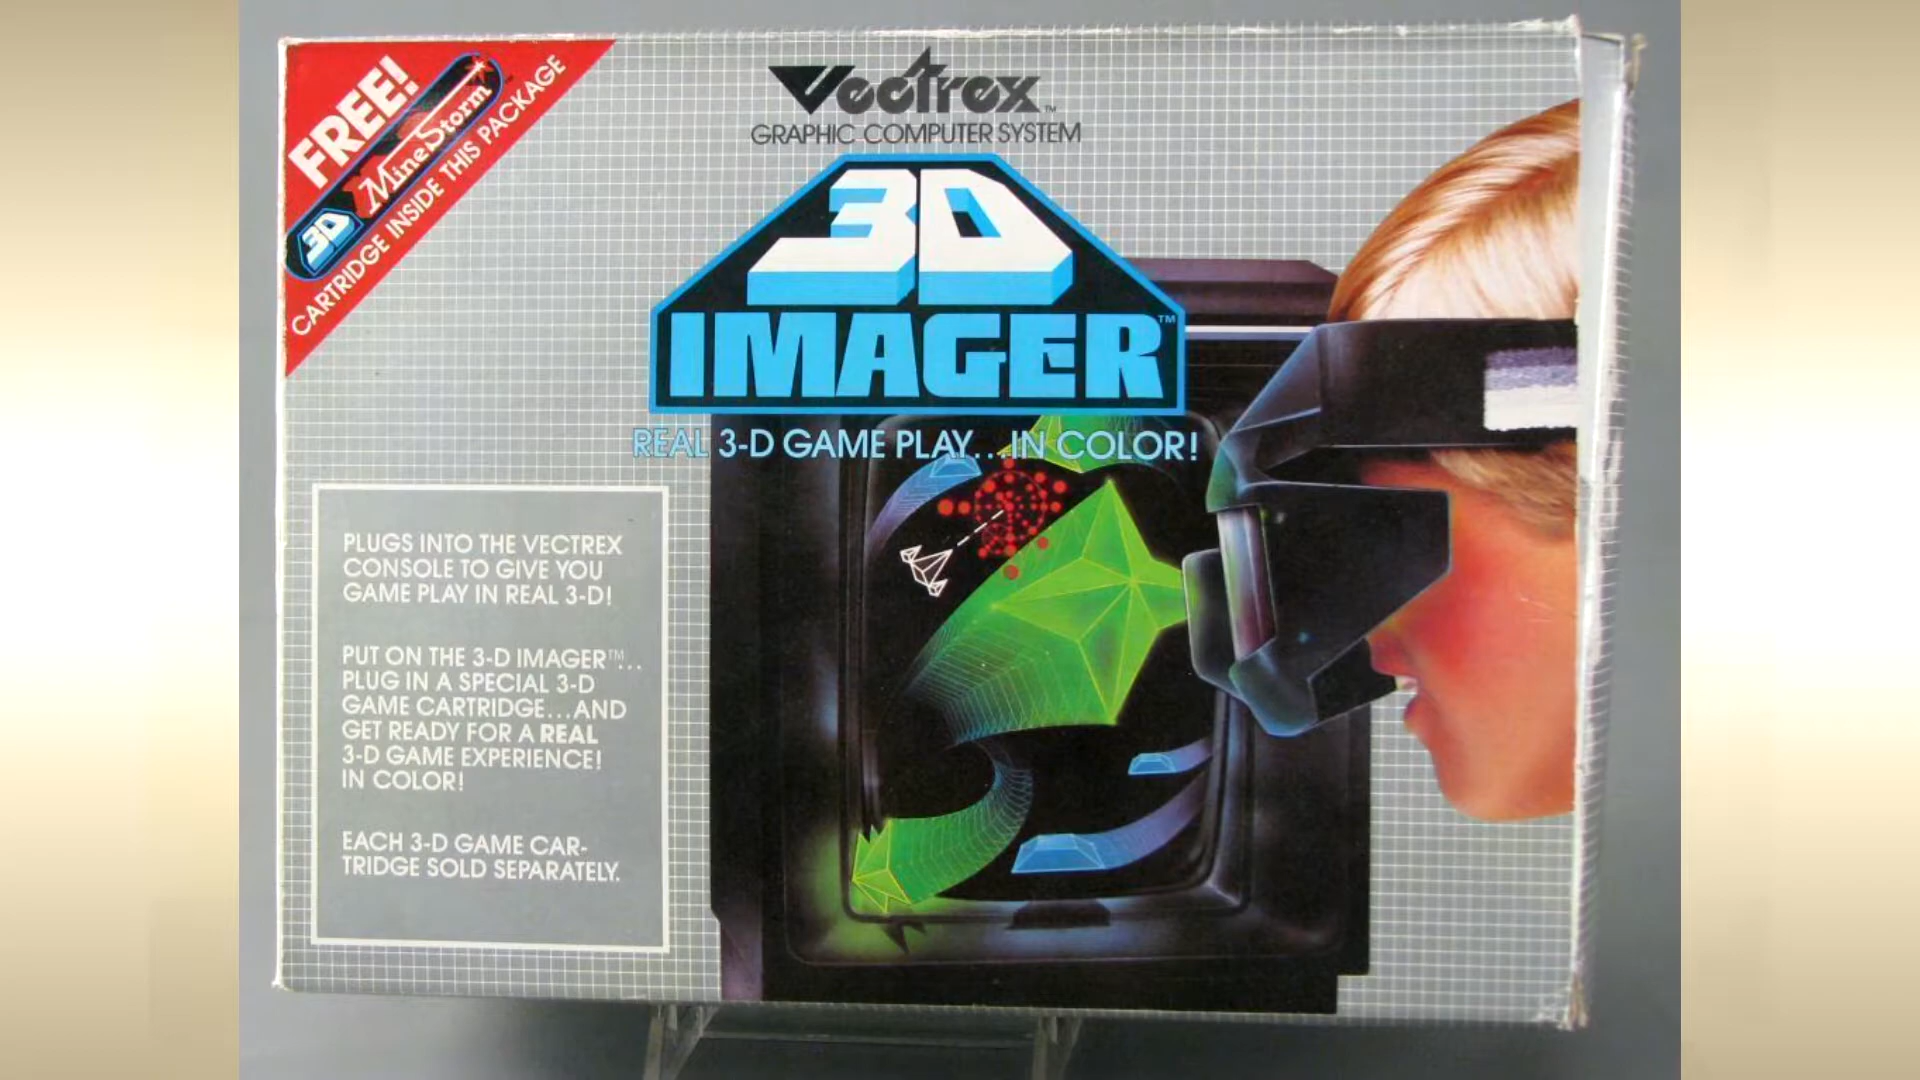 FREE!
3D MineStorm™
CARTRIDGE INSIDE THIS PACKAGE
Vectrex™
GRAPHIC COMPUTER SYSTEM
3D
IMAGER™
REAL 3-D GAME PLAY...IN COLOR!
PLUGS INTO THE VECTREX
CONSOLE TO GIVE YOU
GAME PLAY IN REAL 3-D!
PUT ON THE 3-D IMAGER™...
PLUG IN A SPECIAL 3-D
GAME CARTRIDGE...AND
GET READY FOR A REAL
3-D GAME EXPERIENCE!
IN COLOR!
EACH 3-D GAME CAR-
TRIDGE SOLD SEPARATELY.